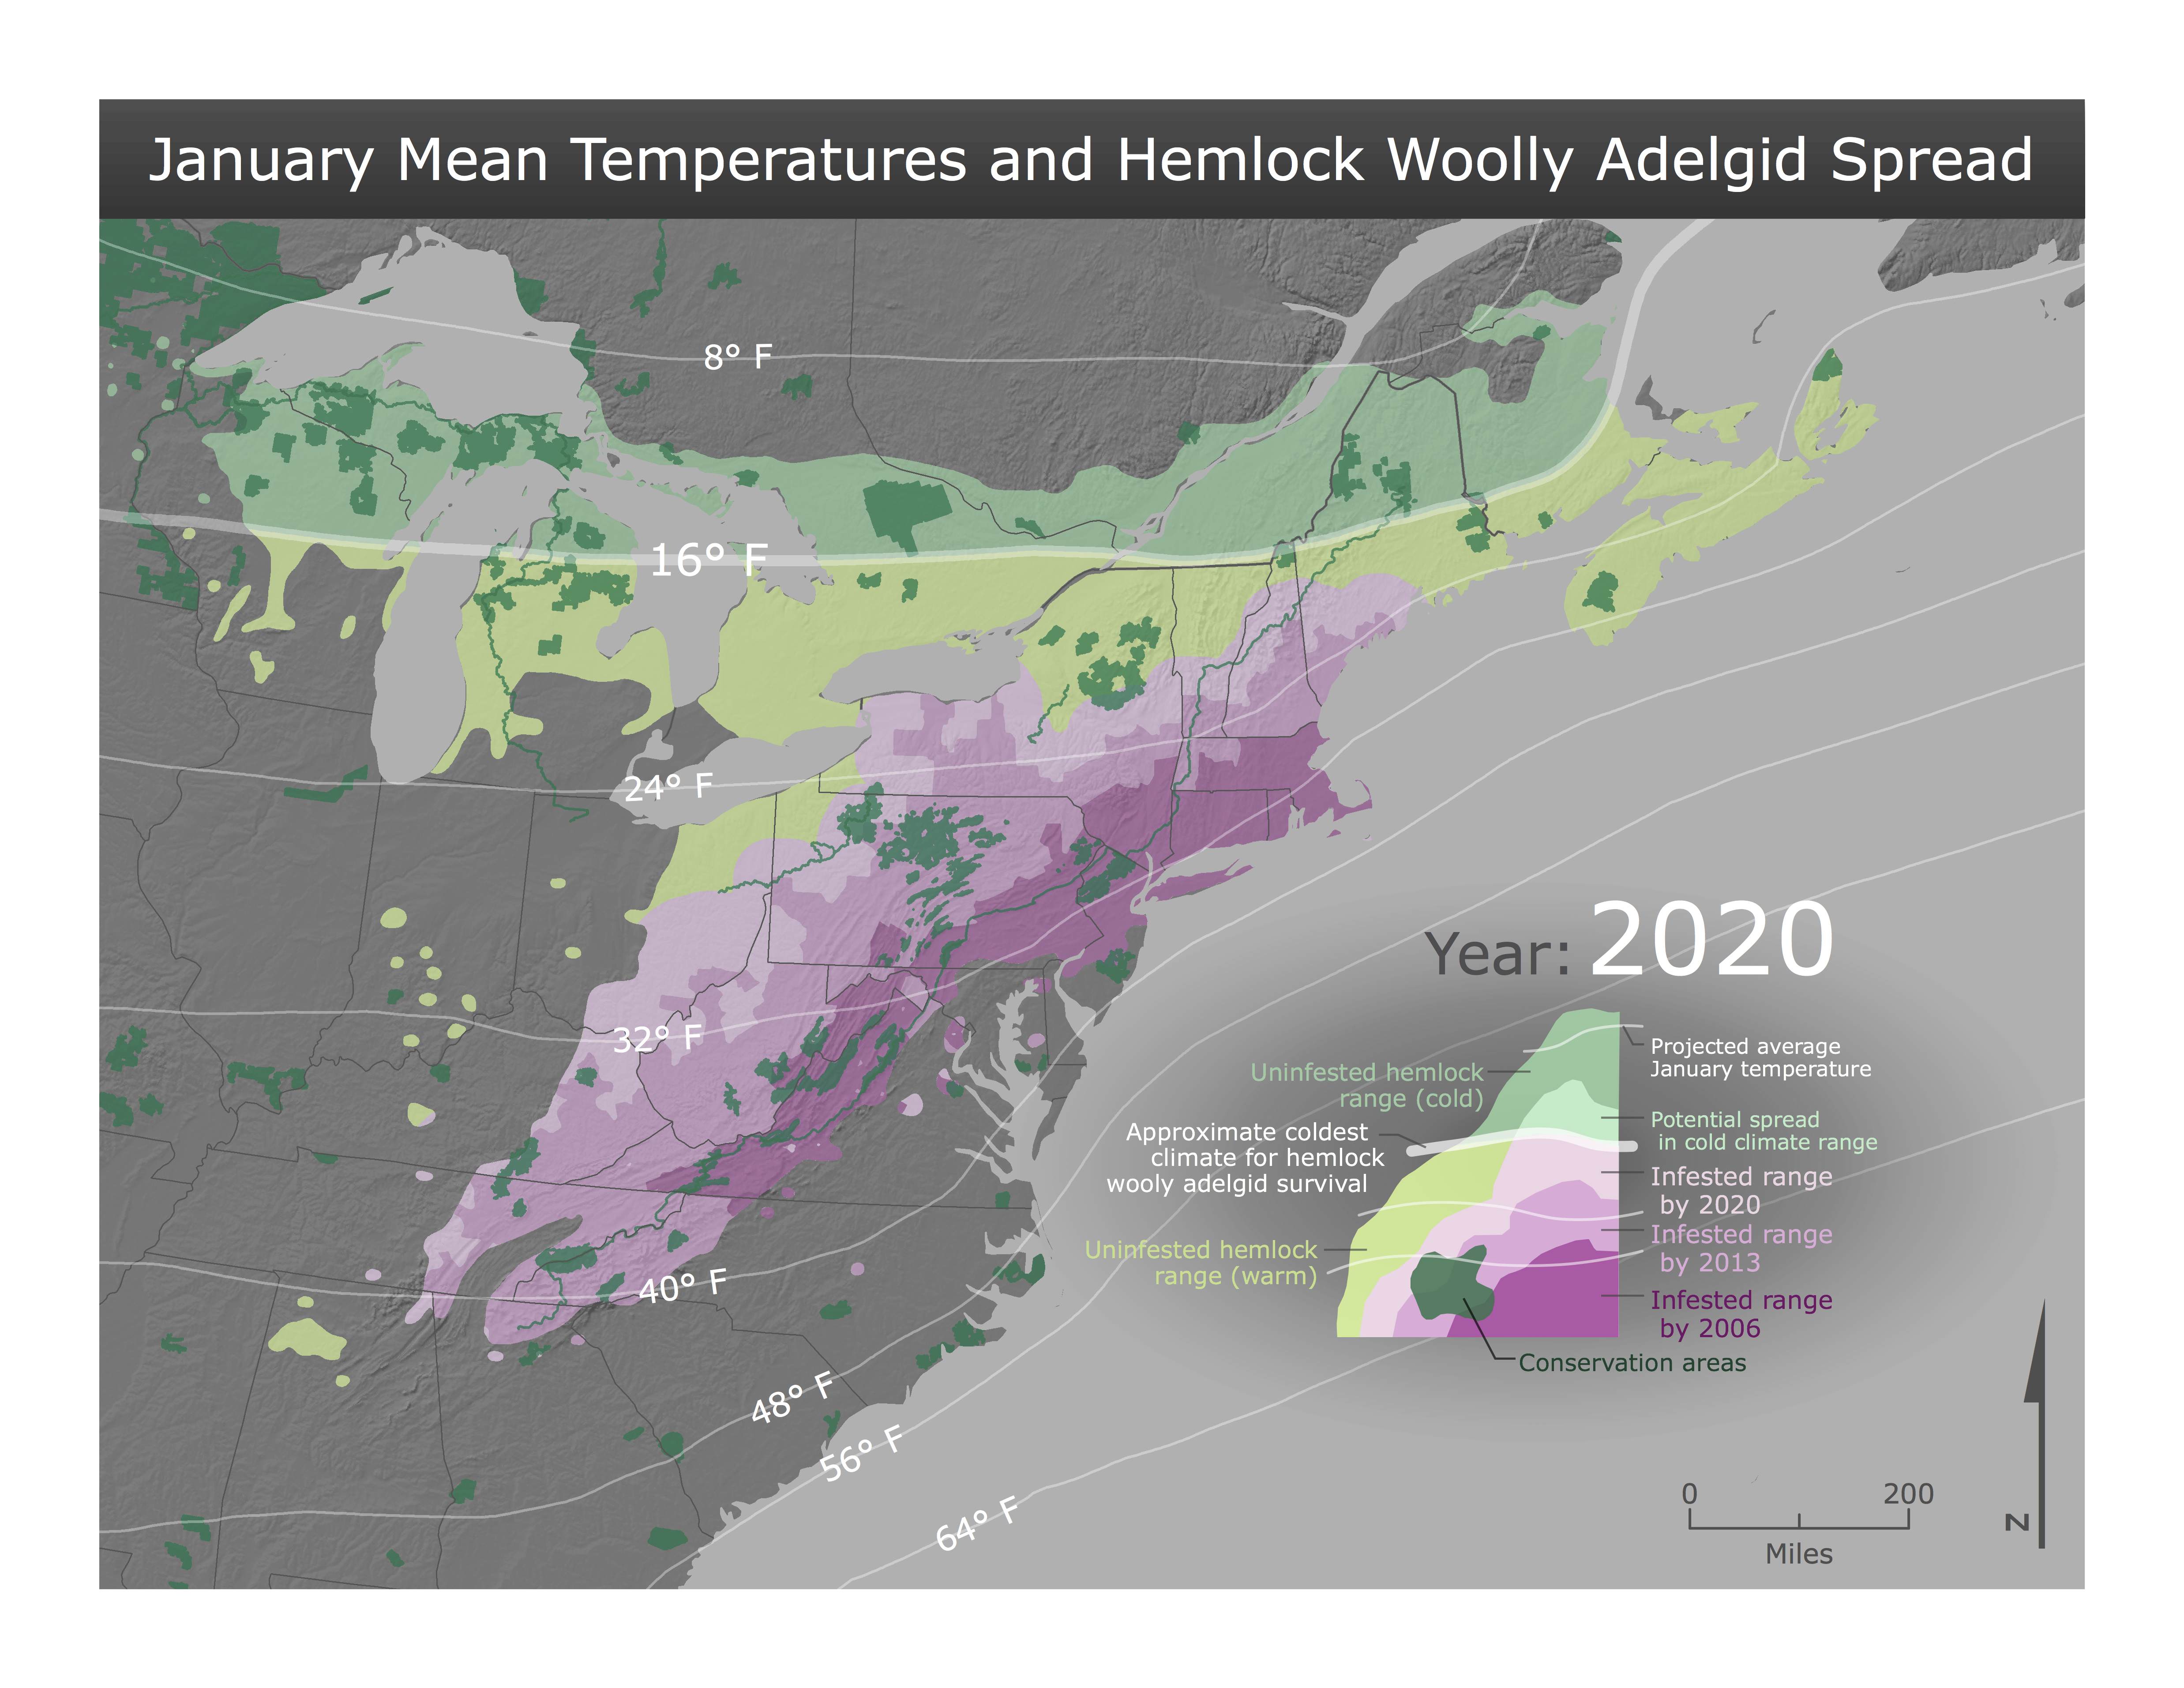 January Mean Temperatures and Hemlock Woolly Adelgid Spread
8° F
16° F
24° F
32° F
40° F
48° F
56° F
64° F
Year: 2020
Projected average
January temperature
Uninfested hemlock
range (cold)
Potential spread
in cold climate range
Approximate coldest
climate for hemlock
wooly adelgid survival
Infested range
by 2020
Infested range
by 2013
Uninfested hemlock
range (warm)
Infested range
by 2006
Conservation areas
0 200
Miles
N